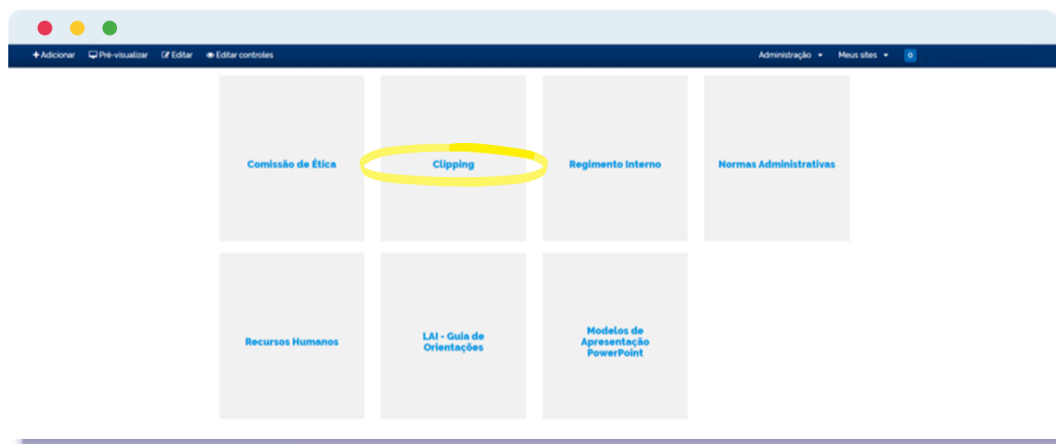 Adicionar Pré-visualizar Editar Editar controles Administração Meus sites 0
Comissão de Ética
Clipping
Regimento Interno
Normas Administrativas
Recursos Humanos
LAI - Guia de
Orientações
Modelos de
Apresentação
PowerPoint